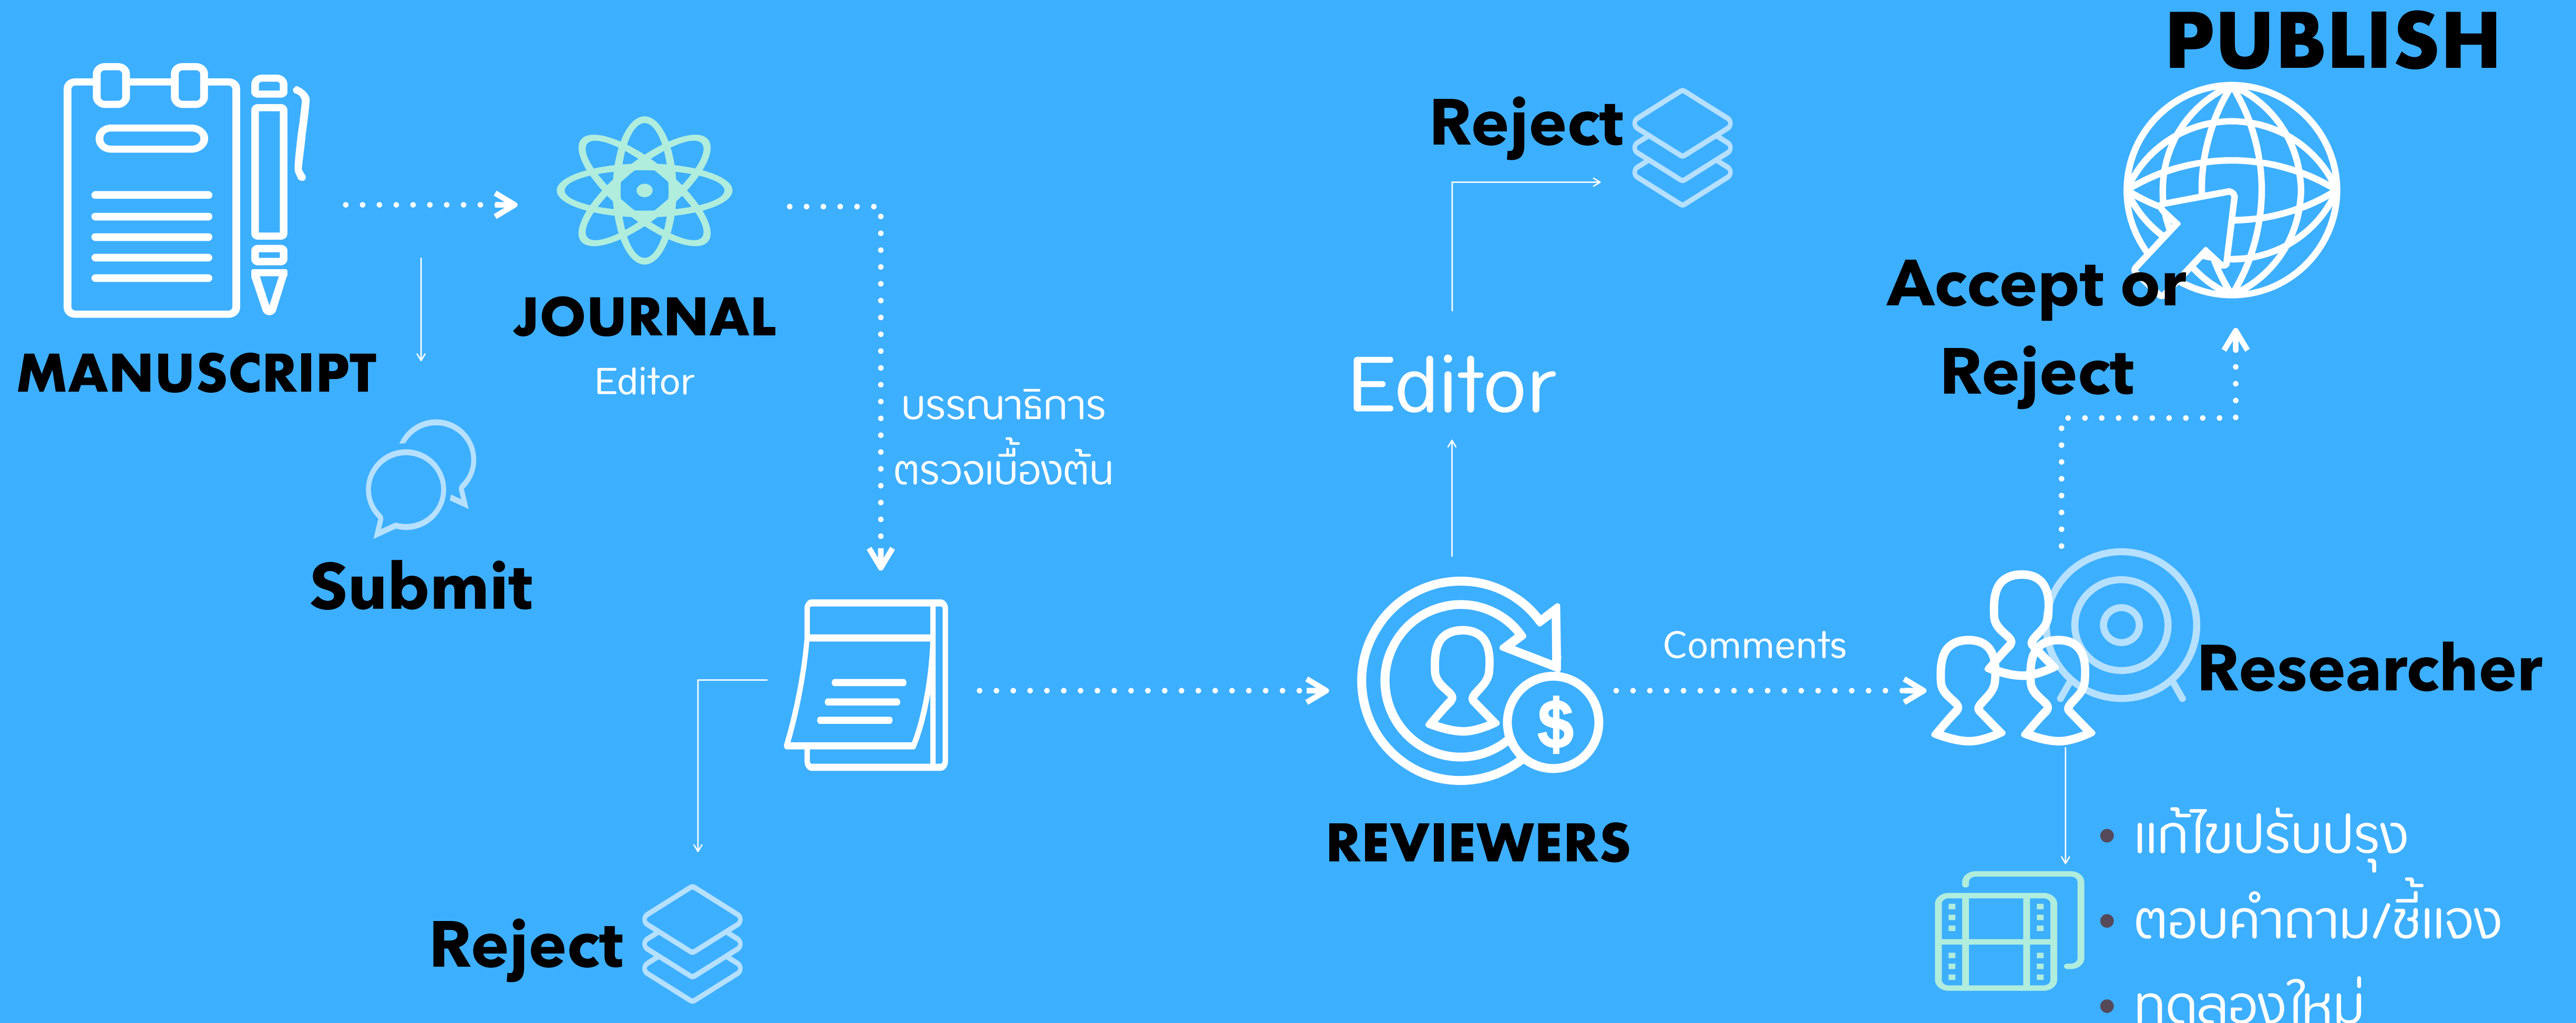 PUBLISH
Reject
Accept or
Reject
JOURNAL
Editor
MANUSCRIPT
Editor
บรรณาธิการ
ตรวจเบื้องต้น
Submit
Comments
Researcher
$
REVIEWERS
Reject
• แก้ไขปรับปรุง
• ตอบคำถาม/ชี้แจง
• ทดลองใหม่